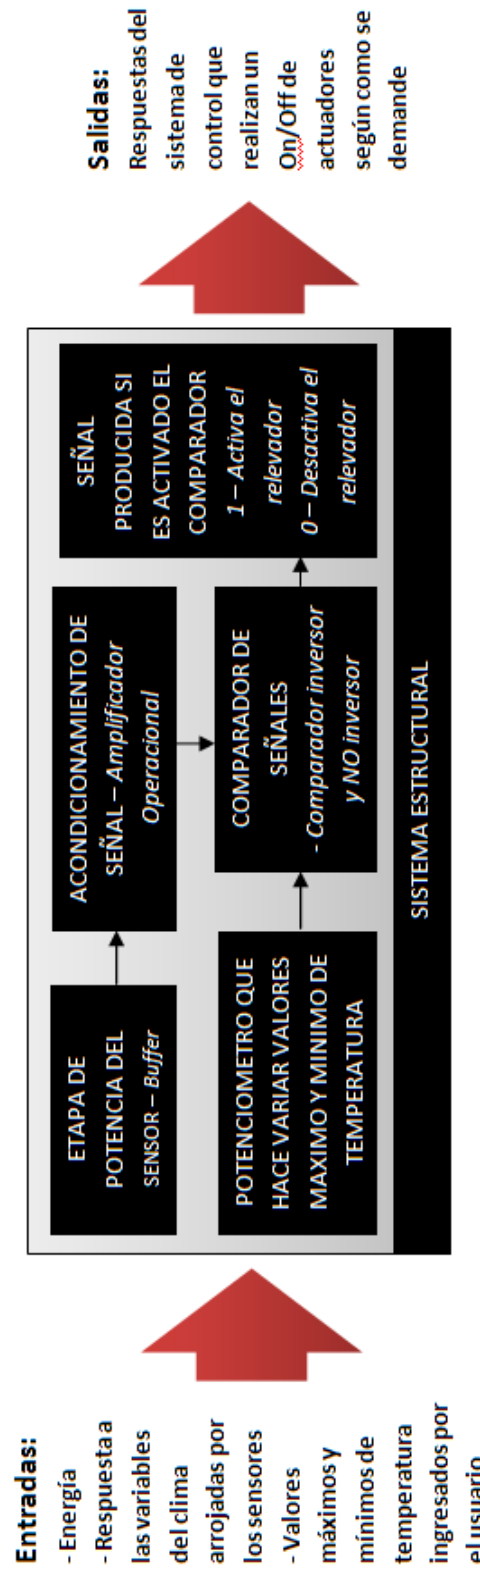 Entradas:
- Energía
- Respuesta a
las variables
del clima
arrojadas por
los sensores
- Valores
máximos y
mínimos de
temperatura
ingresados por
el usuario
ETAPA DE
POTENCIA DEL
SENSOR – Buffer
ACONDICIONAMIENTO DE
SEÑAL – Amplificador
Operacional
POTENCIOMETRO QUE
HACE VARIAR VALORES
MAXIMO Y MINIMO DE
TEMPERATURA
COMPARADOR DE
SEÑALES
- Comparador inversor
y NO inversor
SEÑAL
PRODUCIDA SI
ES ACTIVADO EL
COMPARADOR
1 – Activa el
relevador
0 – Desactiva el
relevador
SISTEMA ESTRUCTURAL
Salidas:
Respuestas del
sistema de
control que
realizan un
On/Off de
actuadores
según como se
demande